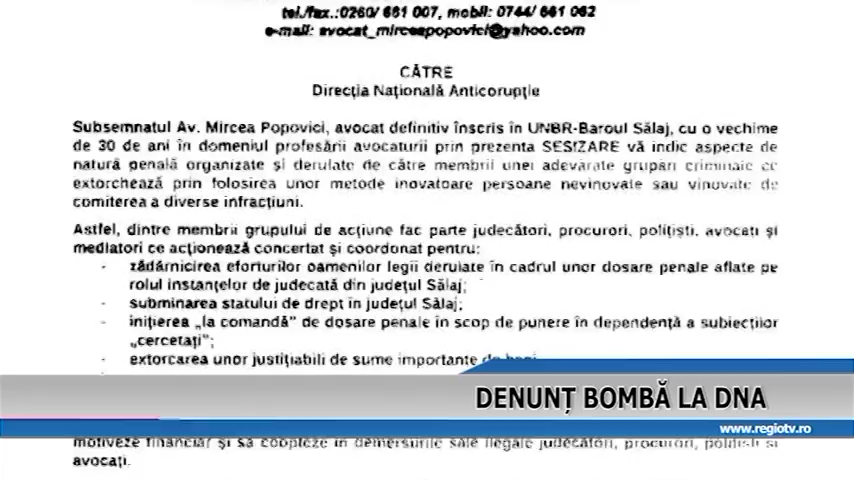 tel./fax.:0260/ 661 007, mobil: 0744/ 661 062
e-mail: avocat_mirceapopovici@yahoo.com
CĂTRE
Direcția Națională Anticorupție
Subsemnatul Av. Mircea Popovici, avocat definitiv înscris în UNBR-Baroul Sălaj, cu o vechime
de 30 de ani în domeniul profesării avocaturii prin prezenta SESIZARE vă indic aspecte de
natură penală organizate și derulate de către membrii unei adevărate grupări criminale ce
extorchează prin folosirea unor metode inovatoare persoane nevinovate sau vinovate de
comiterea a diverse infracțiuni.
Astfel, dintre membrii grupului de acțiune fac parte judecători, procurori, polițiști, avocați și
mediatori ce acționează concertat și coordonat pentru:
- zădărnicirea eforturilor oamenilor legii derulate în cadrul unor dosare penale aflate pe
rolul instanțelor de judecată din județul Sălaj;
- subminarea statului de drept în județul Sălaj;
- inițierea „la comandă” de dosare penale în scop de punere în dependență a subiecților
„cercetați”;
- extorcarea unor justițiabili de sume importante de bani
DENUNȚ BOMBĂ LA DNA
www.regiotv.ro
motiveze financiar și să coopteze în demersurile sale ilegale judecători, procurori, polițiști și
avocați.